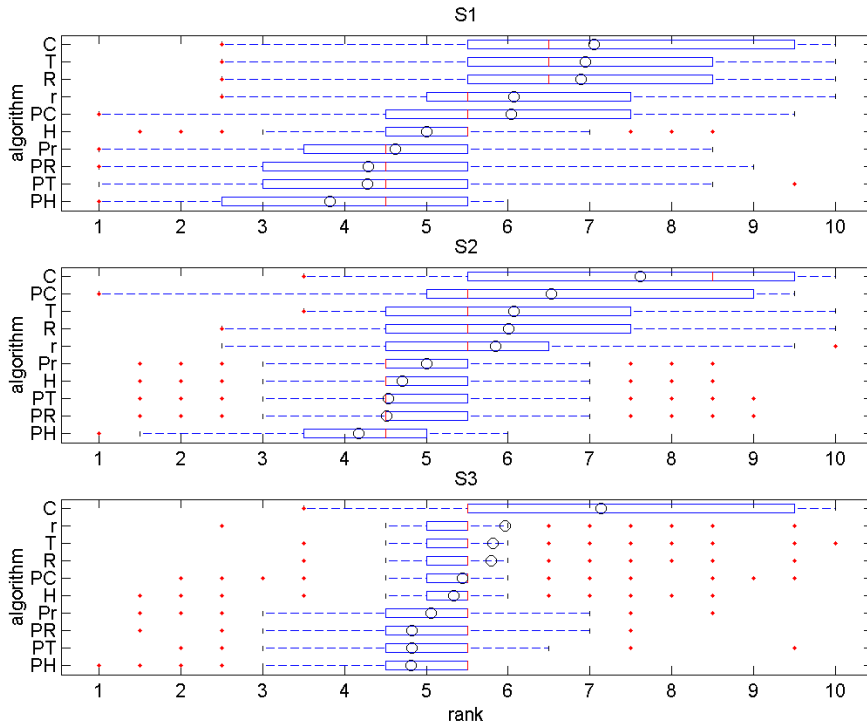 S1
algorithm
C
T
R
r
PC
H
Pr
PR
PT
PH
1 2 3 4 5 6 7 8 9 10
S2
algorithm
C
PC
T
R
r
Pr
H
PT
PR
PH
1 2 3 4 5 6 7 8 9 10
S3
algorithm
C
r
T
R
PC
H
Pr
PR
PT
PH
1 2 3 4 5 6 7 8 9 10
rank